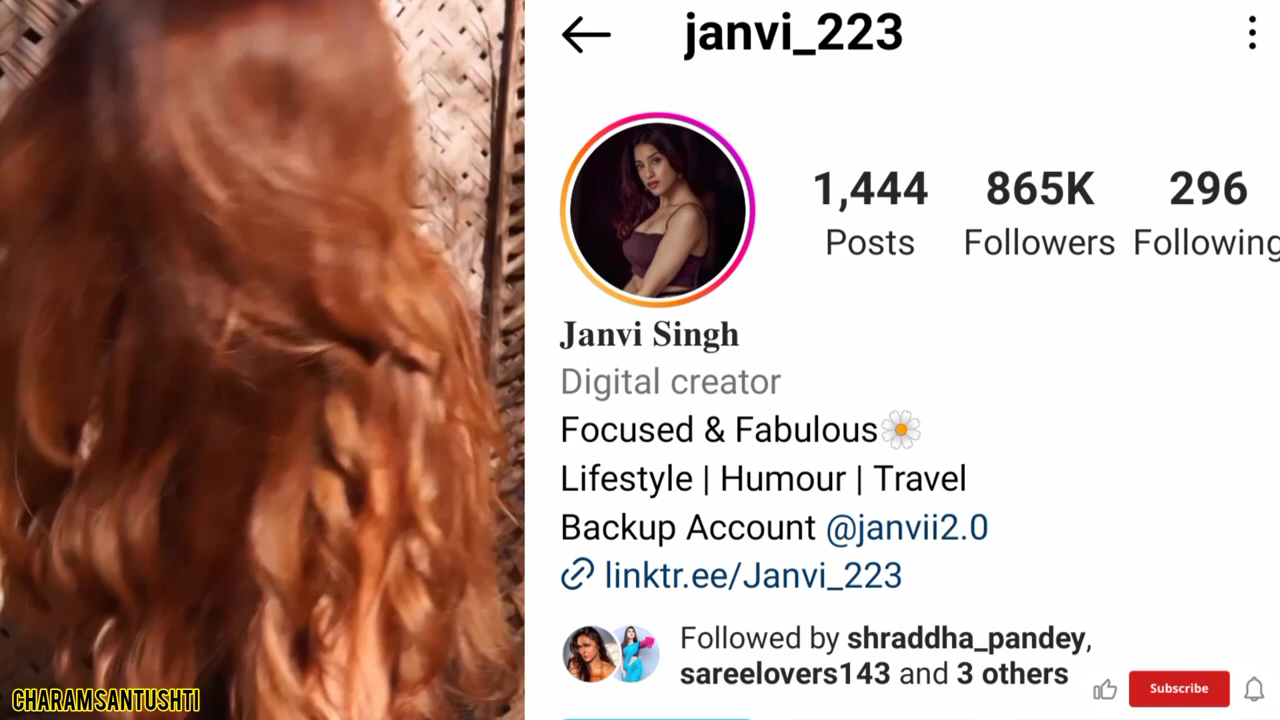 janvi_223
1,444 865K 296
Posts Followers Following
Janvi Singh
Digital creator
Focused & Fabulous🌼
Lifestyle | Humour | Travel
Backup Account @janvii2.0
linktr.ee/Janvi_223
Followed by shraddha_pandey,
sareelovers143 and 3 others
Subscribe
CHARAMSANTUSHTI